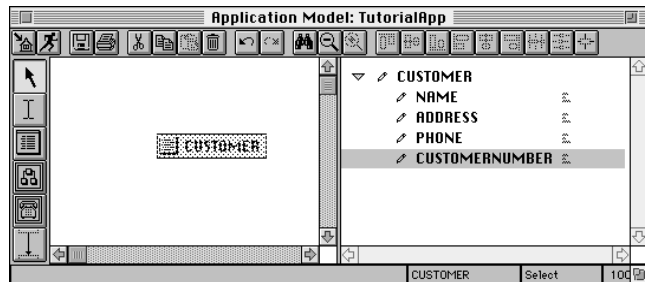 Application Model: TutorialApp
CUSTOMER
CUSTOMER
NAME
ADDRESS
PHONE
CUSTOMERNUMBER
CUSTOMER Select 100